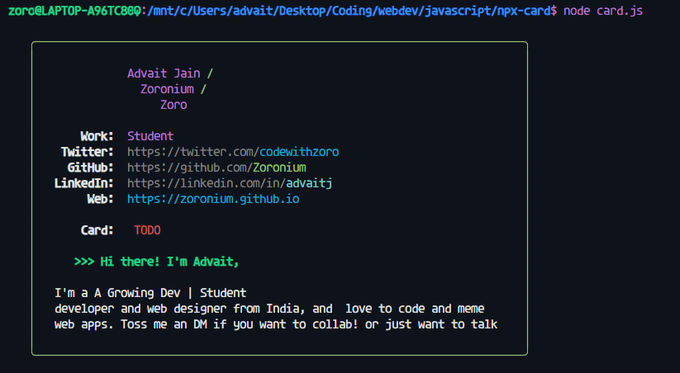 zoro@LAPTOP-A96TC80Q:/mnt/c/Users/advait/Desktop/Coding/webdev/javascript/npx-card$ node card.js
Advait Jain /
Zoronium /
Zoro
Work: Student
Twitter: https://twitter.com/codewithzoro
GitHub: https://github.com/Zoronium
LinkedIn: https://linkedin.com/in/advaitj
Web: https://zoronium.github.io
Card: TODO
>>> Hi there! I'm Advait,
I'm a A Growing Dev | Student
developer and web designer from India, and  love to code and meme
web apps. Toss me an DM if you want to collab! or just want to talk